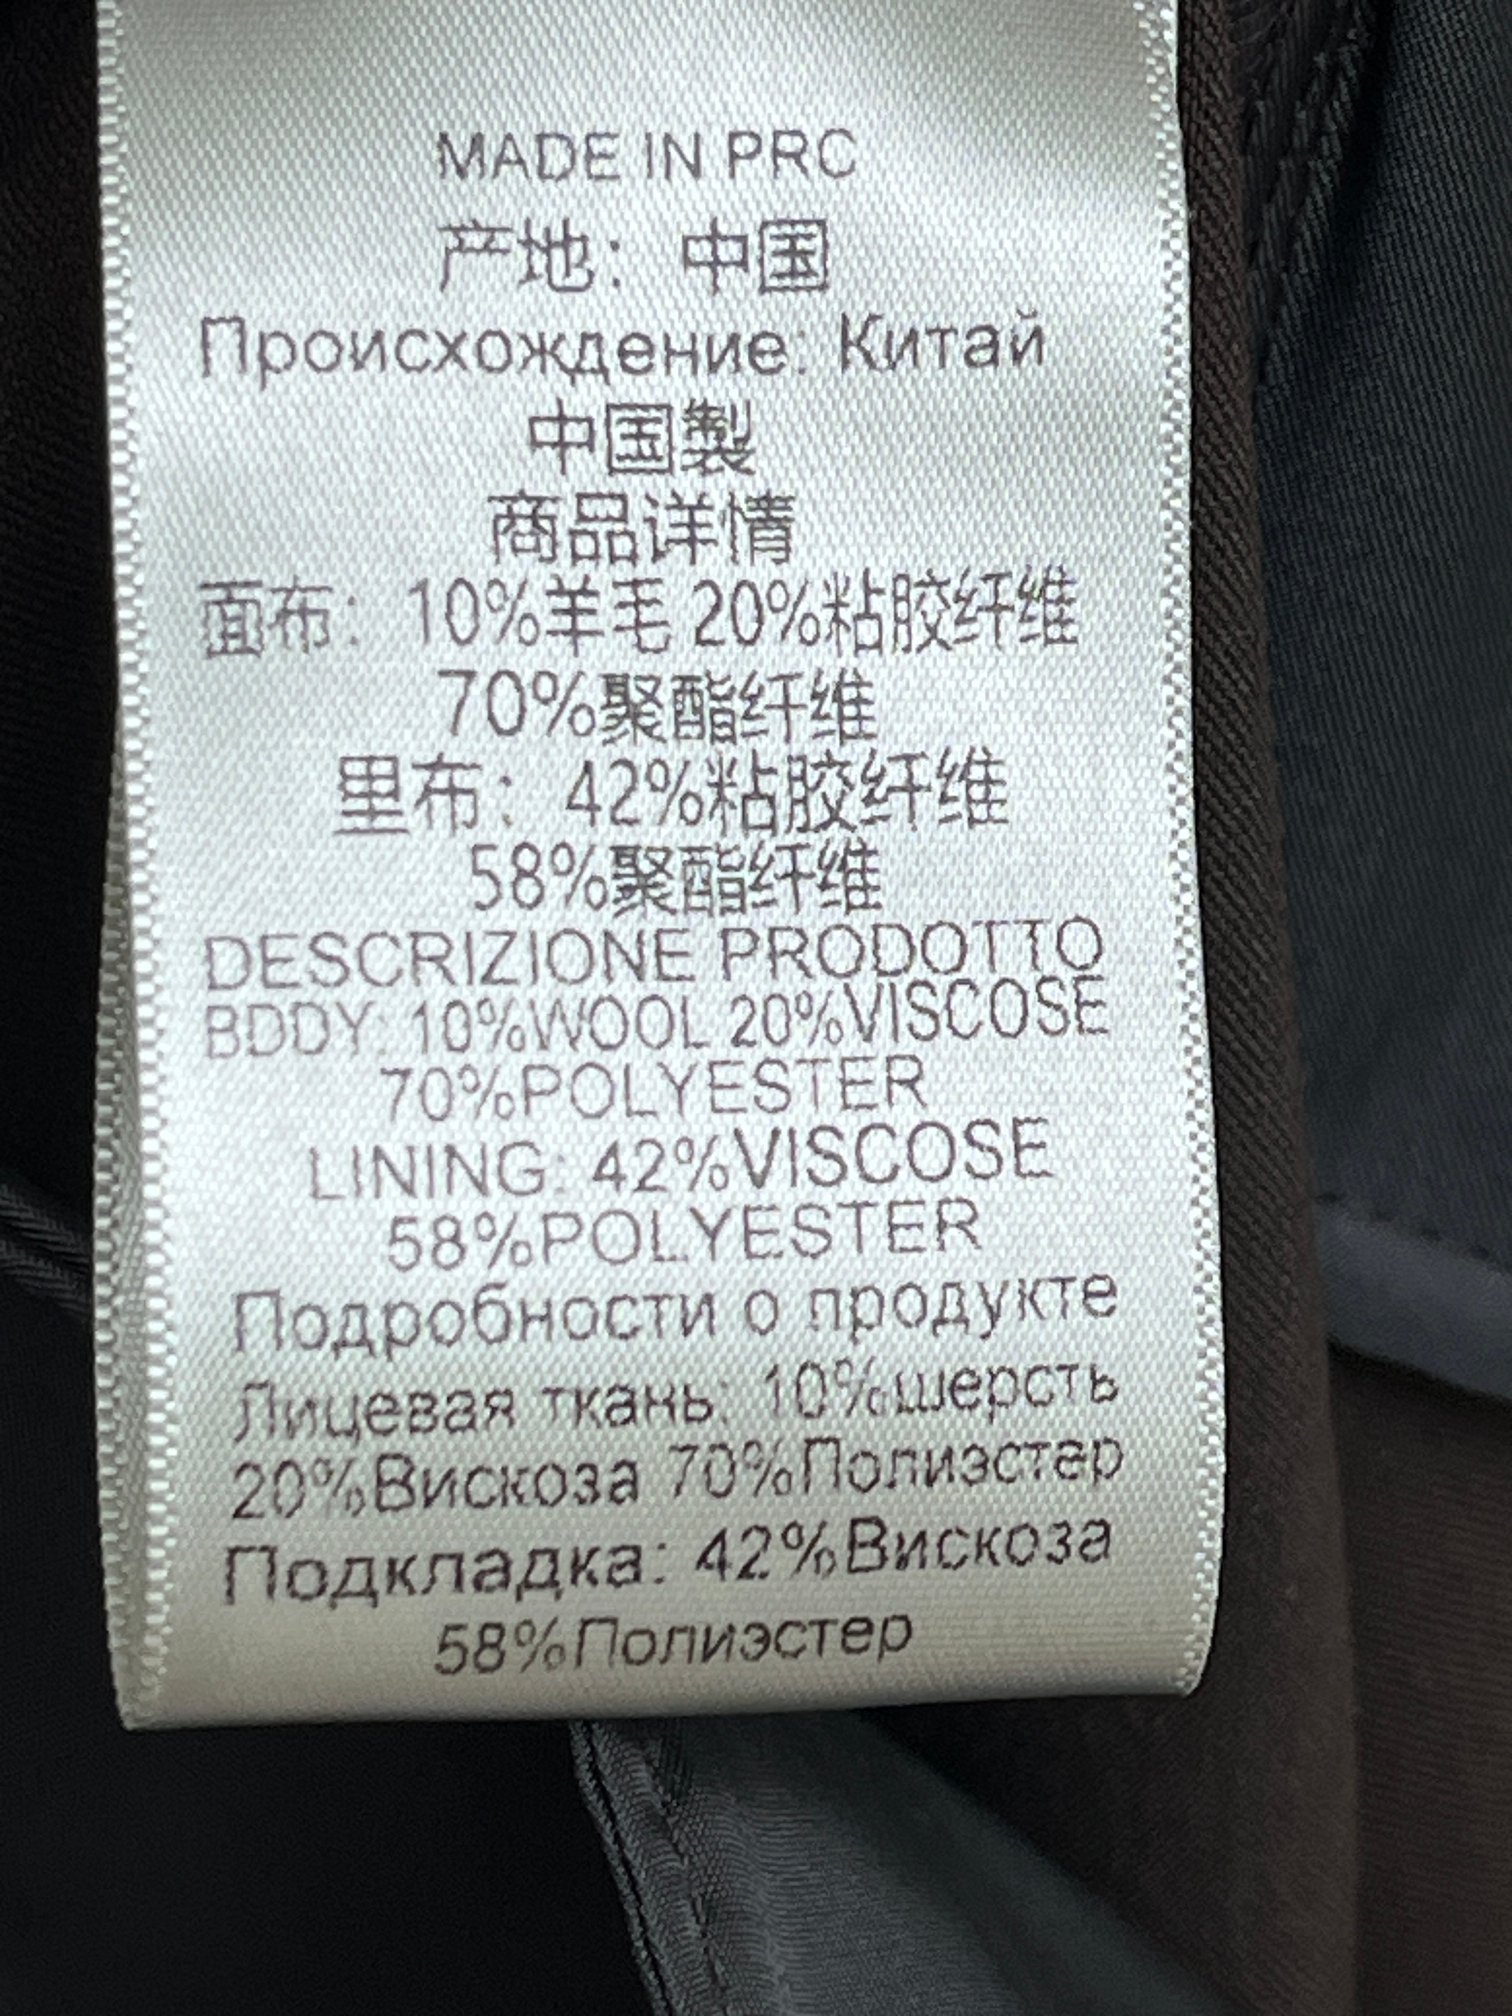 MADE IN PRC
产地：中国
Происхождение: Китай
中国製
商品详情
面布：10%羊毛 20%粘胶纤维
70%聚酯纤维
里布：42%粘胶纤维
58%聚酯纤维
DESCRIZIONE PRODOTTO
BDDY: 10%WOOL 20%VISCOSE
70%POLYESTER
LINING: 42%VISCOSE
58%POLYESTER
Подробности о продукте
Лицевая ткань: 10%шерсть
20%Вискоза 70%Полиэстер
Подкладка: 42%Вискоза
58%Полиэстер